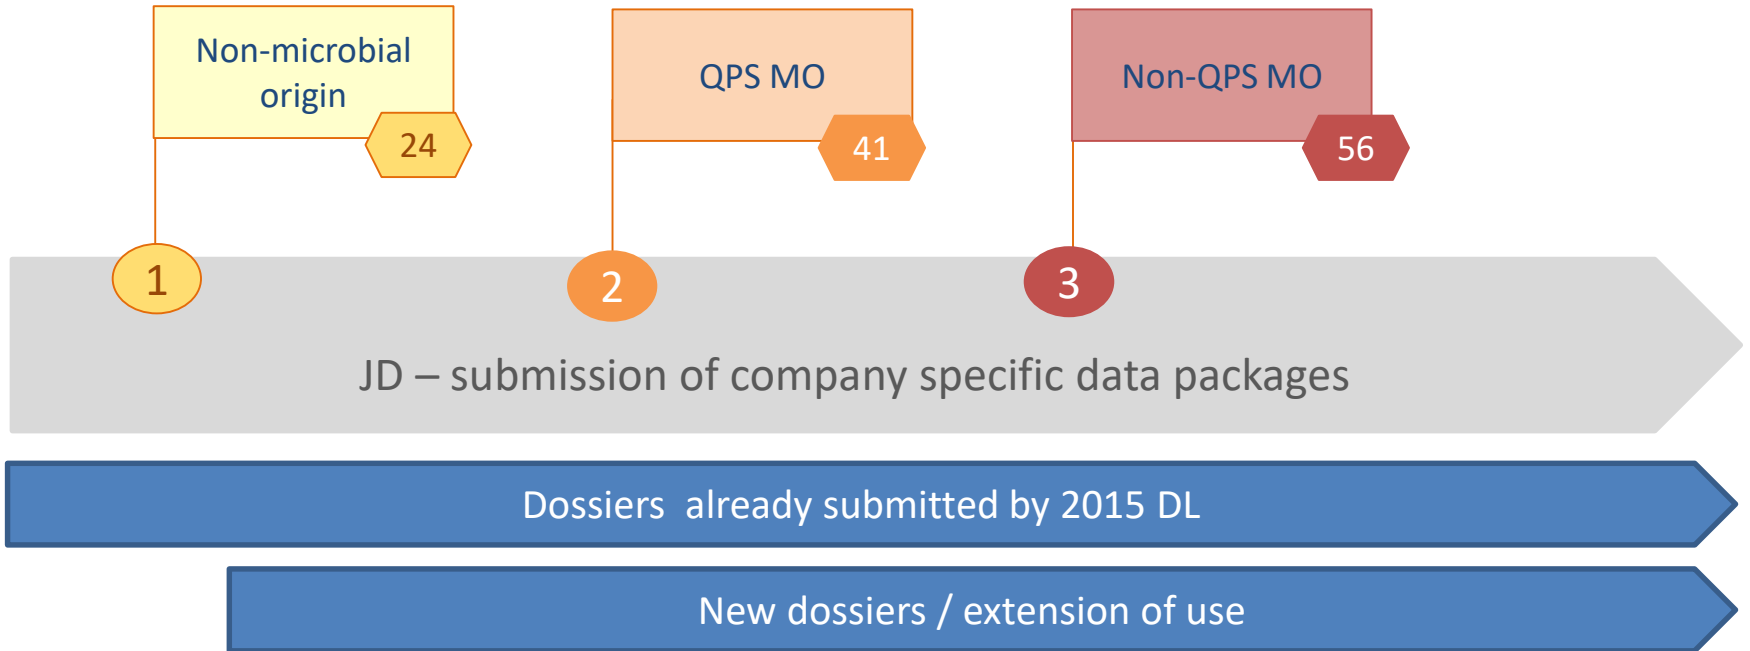 Non-microbial
origin
24
QPS MO
41
Non-QPS MO
56
1
2
3
JD – submission of company specific data packages
Dossiers already submitted by 2015 DL
New dossiers / extension of use